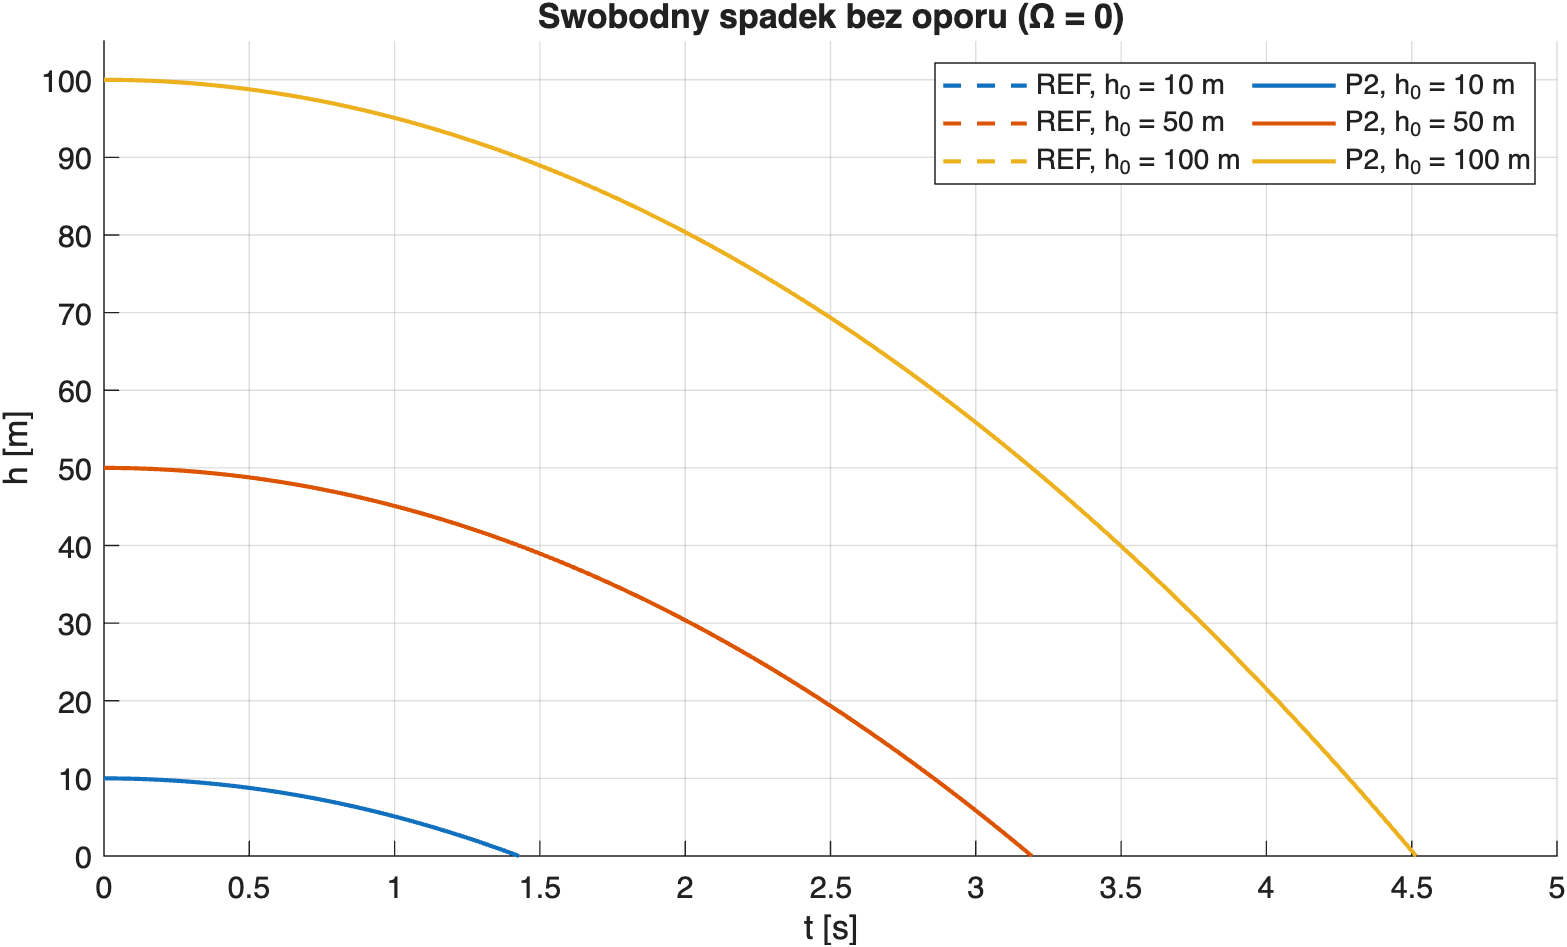 Swobodny spadek bez oporu (Ω = 0)
REF, h₀ = 10 m
P2, h₀ = 10 m
REF, h₀ = 50 m
P2, h₀ = 50 m
REF, h₀ = 100 m
P2, h₀ = 100 m
100
90
80
70
60
50
40
30
20
10
0
h [m]
0 0.5 1 1.5 2 2.5 3 3.5 4 4.5 5
t [s]